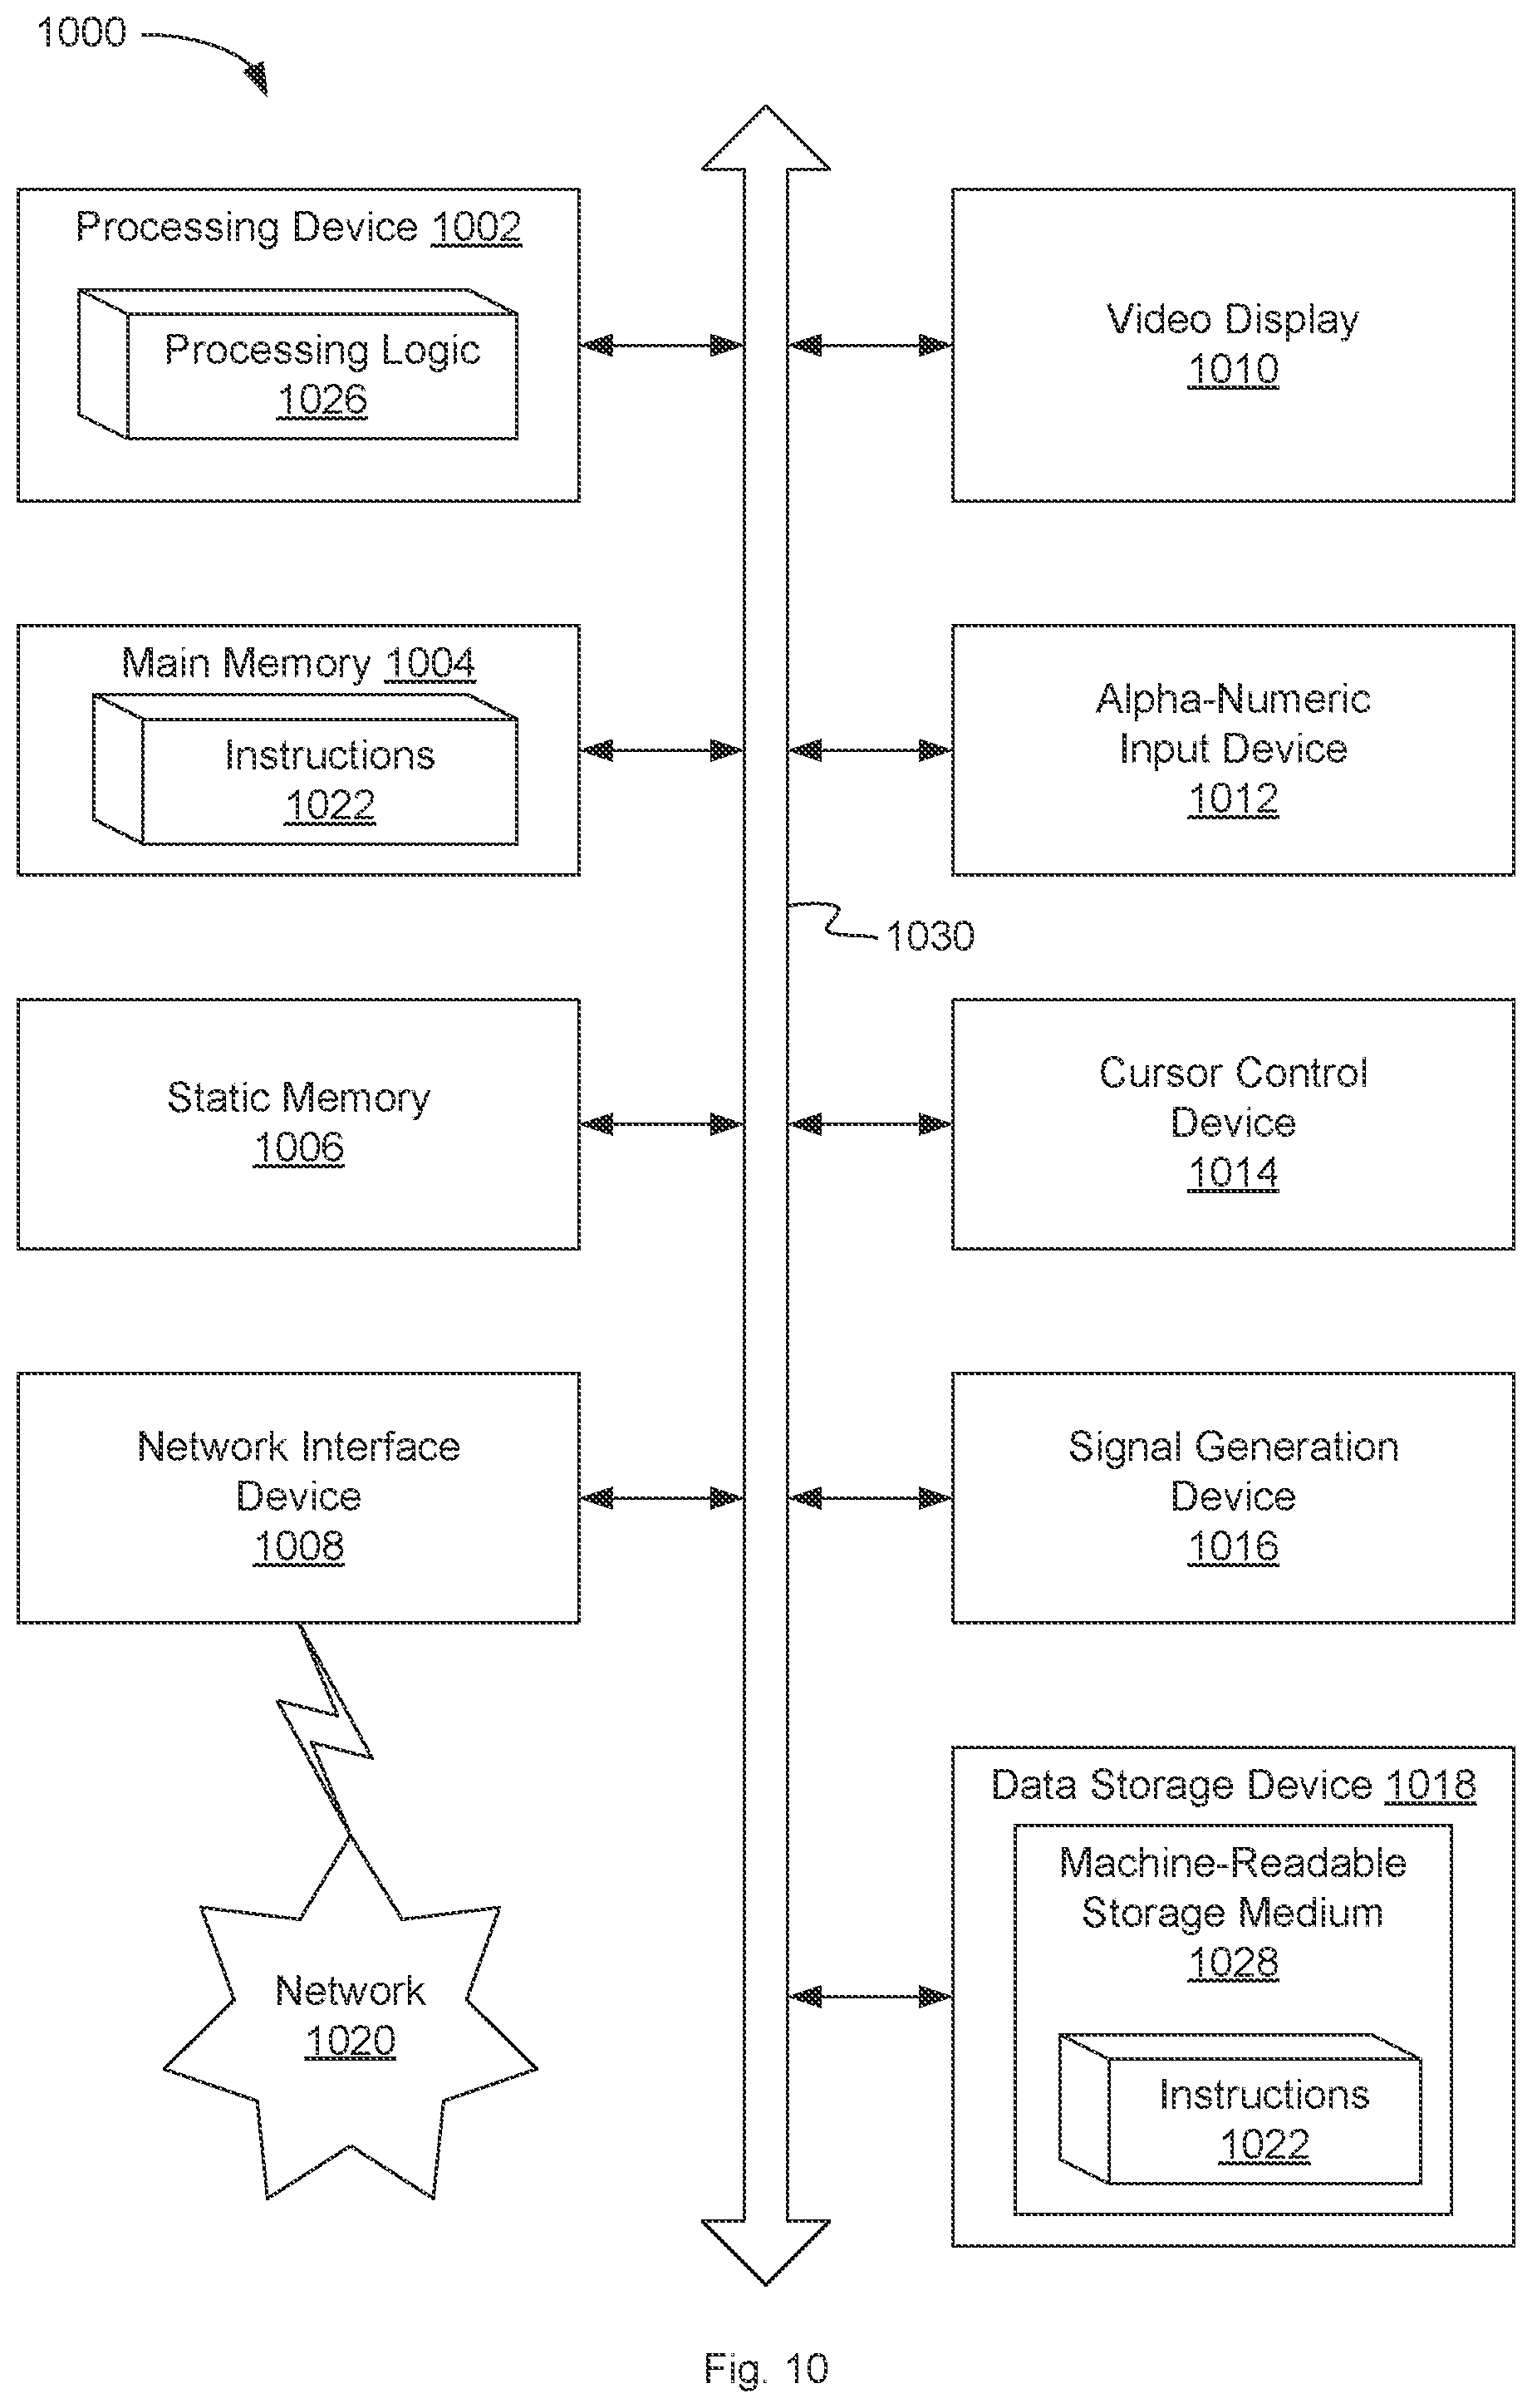 1000
Processing Device 1002
Processing Logic
1026
Video Display
1010
Main Memory 1004
Instructions
1022
Alpha-Numeric
Input Device
1012
1030
Static Memory
1006
Cursor Control
Device
1014
Network Interface
Device
1008
Signal Generation
Device
1016
Data Storage Device 1018
Machine-Readable
Storage Medium
1028
Instructions
1022
Network
1020
Fig. 10